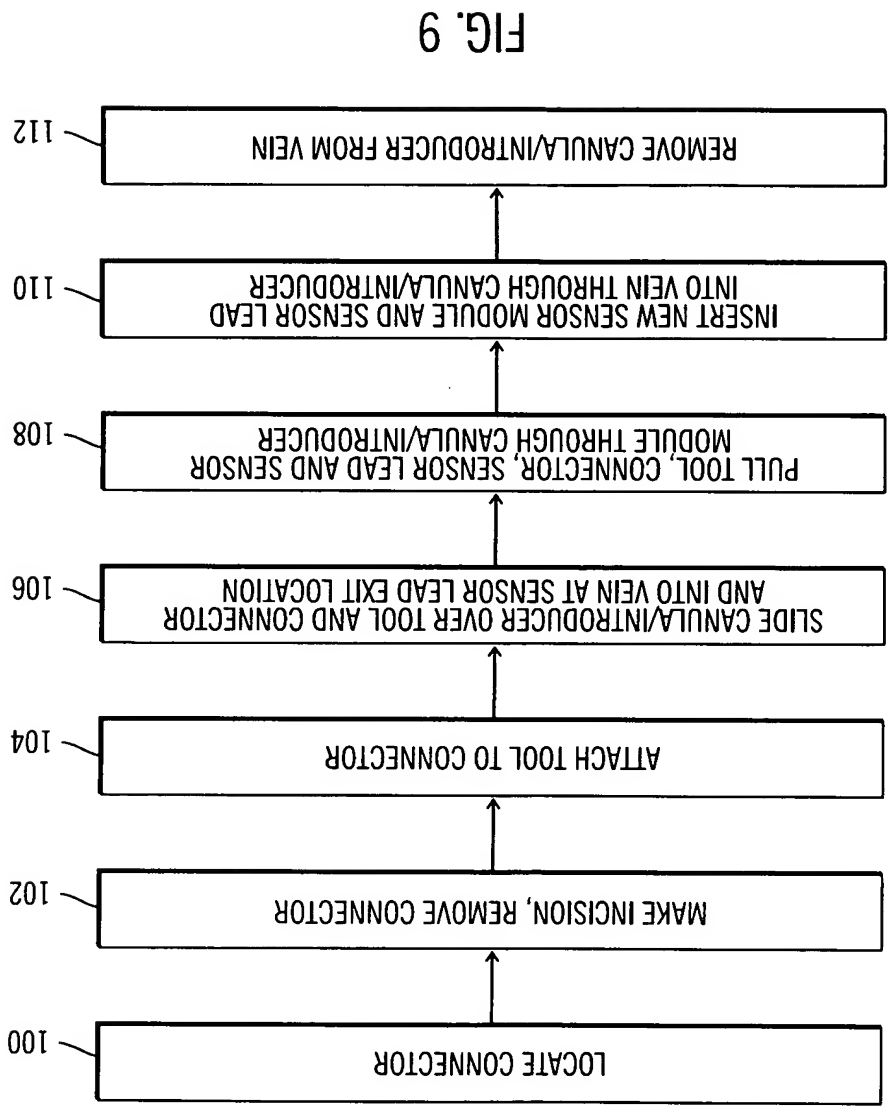 LOCATE CONNECTOR
100
MAKE INCISION, REMOVE CONNECTOR
102
ATTACH TOOL TO CONNECTOR
104
SLIDE CANULA/INTRODUCER OVER TOOL AND CONNECTOR
AND INTO VEIN AT SENSOR LEAD EXIT LOCATION
106
PULL TOOL, CONNECTOR, SENSOR, SENSOR LEAD AND SENSOR
MODULE THROUGH CANULA/INTRODUCER
108
INSERT NEW SENSOR MODULE AND SENSOR LEAD
INTO VEIN THROUGH CANULA/INTRODUCER
110
REMOVE CANULA/INTRODUCER FROM VEIN
112
FIG. 9